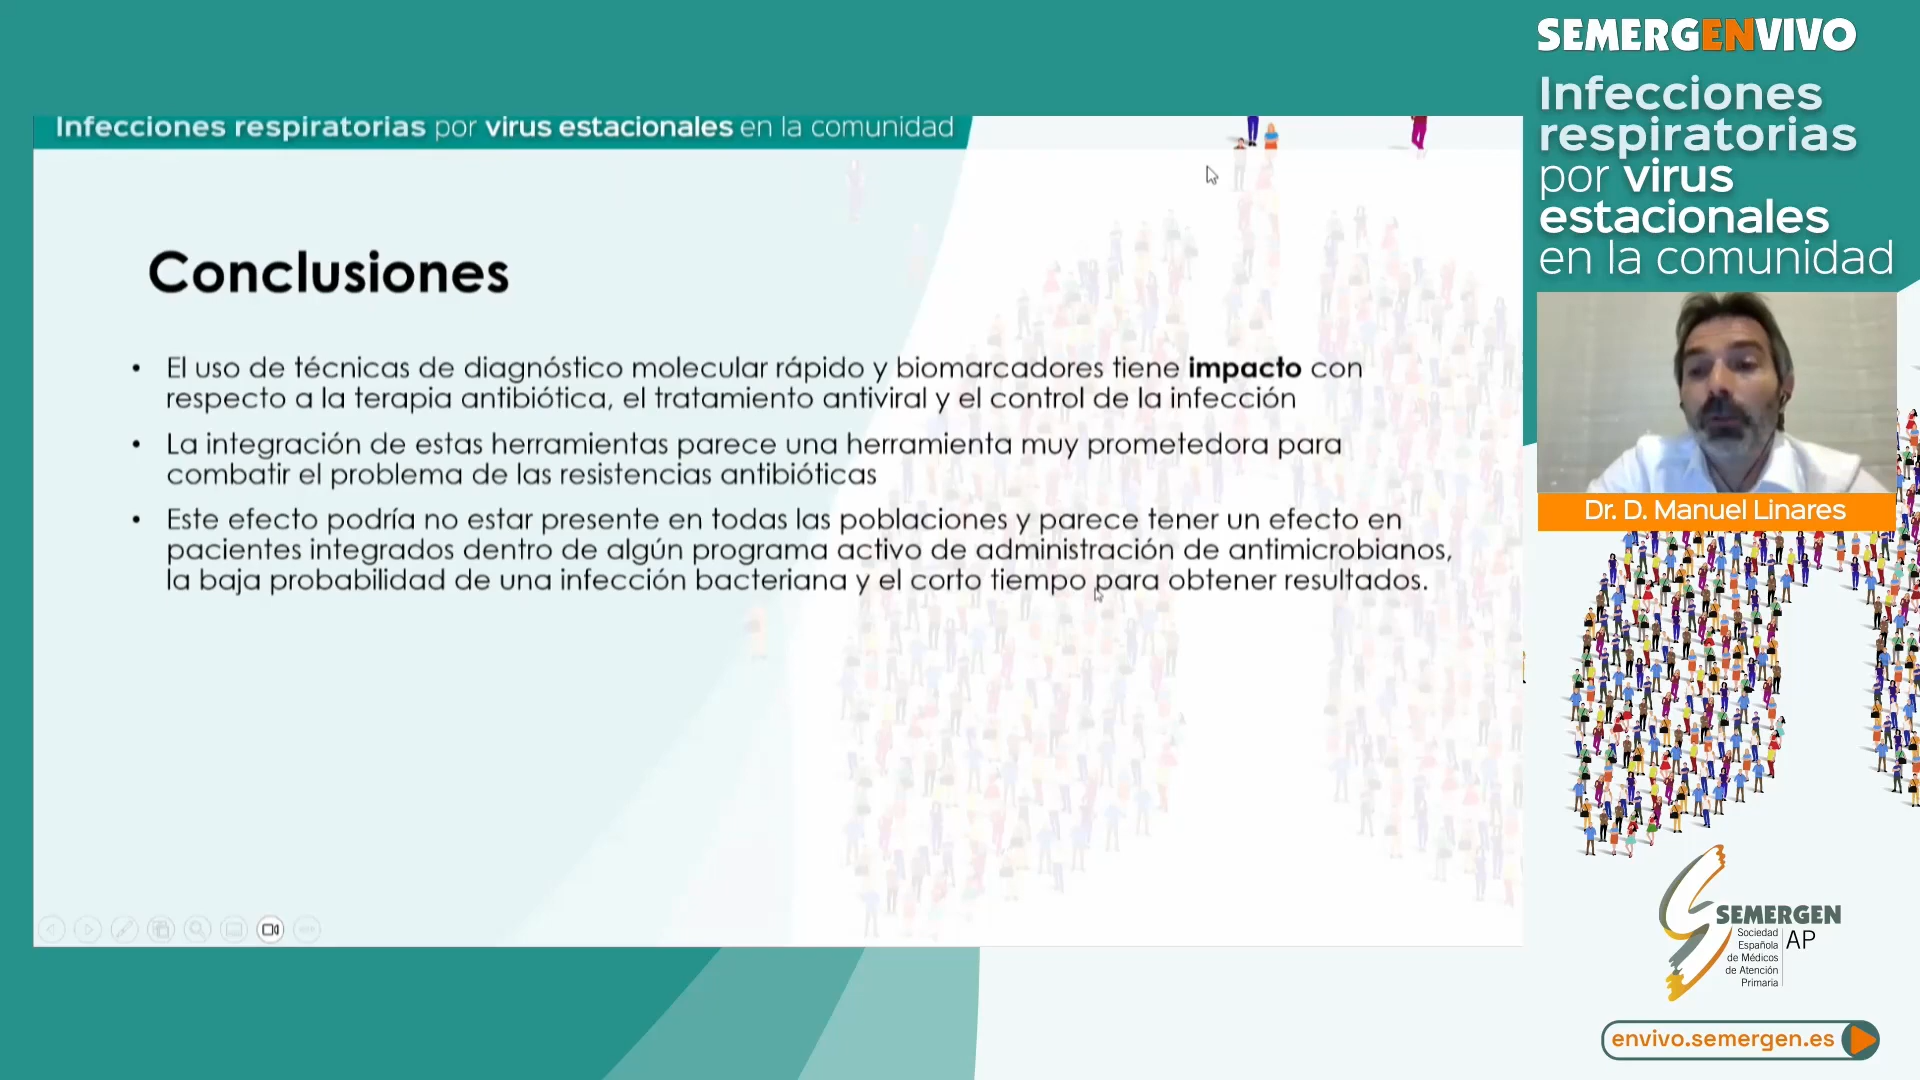 SEMERGENVIVO
Infecciones
respiratorias
por virus
estacionales
en la comunidad
Infecciones respiratorias por virus estacionales en la comunidad
Conclusiones
• El uso de técnicas de diagnóstico molecular rápido y biomarcadores tiene impacto con
respecto a la terapia antibiótica, el tratamiento antiviral y el control de la infección
• La integración de estas herramientas parece una herramienta muy prometedora para
combatir el problema de las resistencias antibióticas
• Este efecto podría no estar presente en todas las poblaciones y parece tener un efecto en
pacientes integrados dentro de algún programa activo de administración de antimicrobianos,
la baja probabilidad de una infección bacteriana y el corto tiempo para obtener resultados.
Dr. D. Manuel Linares
SEMERGEN
Sociedad
Española
de Médicos
de Atención
Primaria
AP
envivo.semergen.es